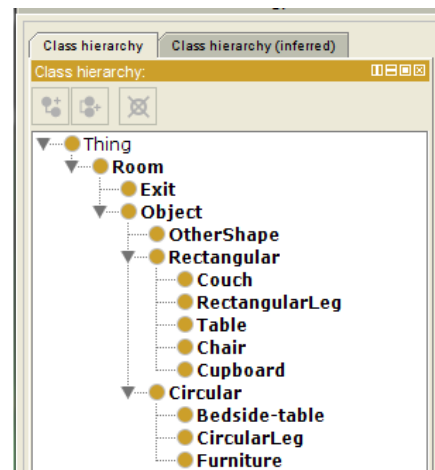 Class hierarchy Class hierarchy (inferred)
Class hierarchy:
Thing
Room
Exit
Object
OtherShape
Rectangular
Couch
RectangularLeg
Table
Chair
Cupboard
Circular
Bedside-table
CircularLeg
Furniture